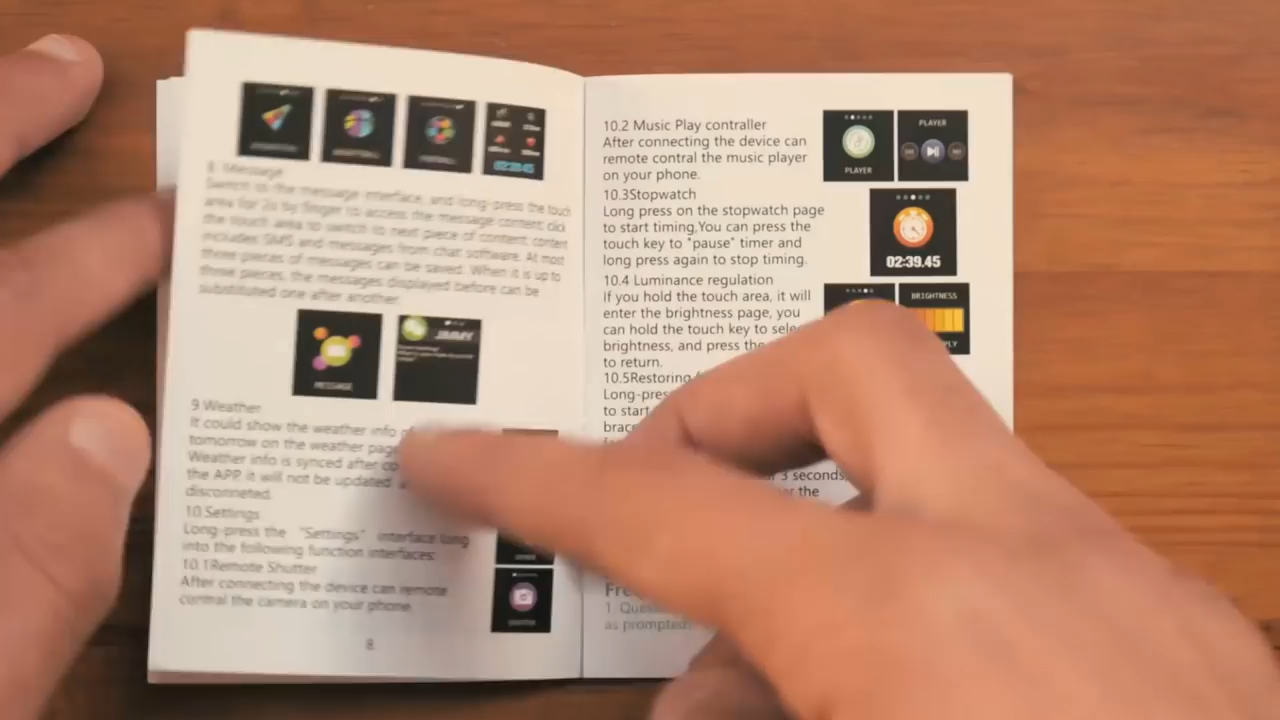 8. Message
Switch to the message interface, and long-press the touch
area for 2s by finger to access the message content; click
the touch area to switch to next piece of content; content
includes SMS and messages from chat software. At most
three pieces of messages can be saved. When it is up to
three pieces, the messages displayed before can be
substituted one after another.
MESSAGE
9.Weather
It could show the weather info
tomorrow on the weather page
Weather info is synced after
the APP, it will not be updated
disconneted.
10.Settings
Long-press the "Settings" interface long
into the following function interfaces:
10.1Remote Shutter
After connecting the device can remote
contral the camera on your phone.
8
10.2 Music Play contraller
After connecting the device can
remote contral the music player
on your phone.
PLAYER
PLAYER
10.3Stopwatch
Long press on the stopwatch page
to start timing,You can press the
touch key to "pause" timer and
long press again to stop timing.
02:39.45
10.4 Luminance regulation
If you hold the touch area, it will
enter the brightness page, you
can hold the touch key to
brightness, and press the
to return.
BRIGHTNESS
10.5Restoring
to start
3 seconds,
the
as prompted